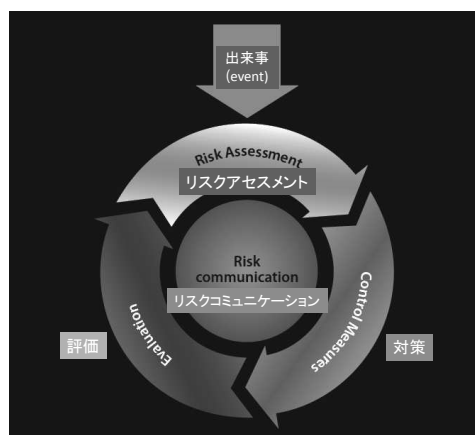 出来事
(event)
Risk Assessment
リスクアセスメント
Risk
communication
リスクコミュニケーション
Control Measures
対策
Evaluation
評価